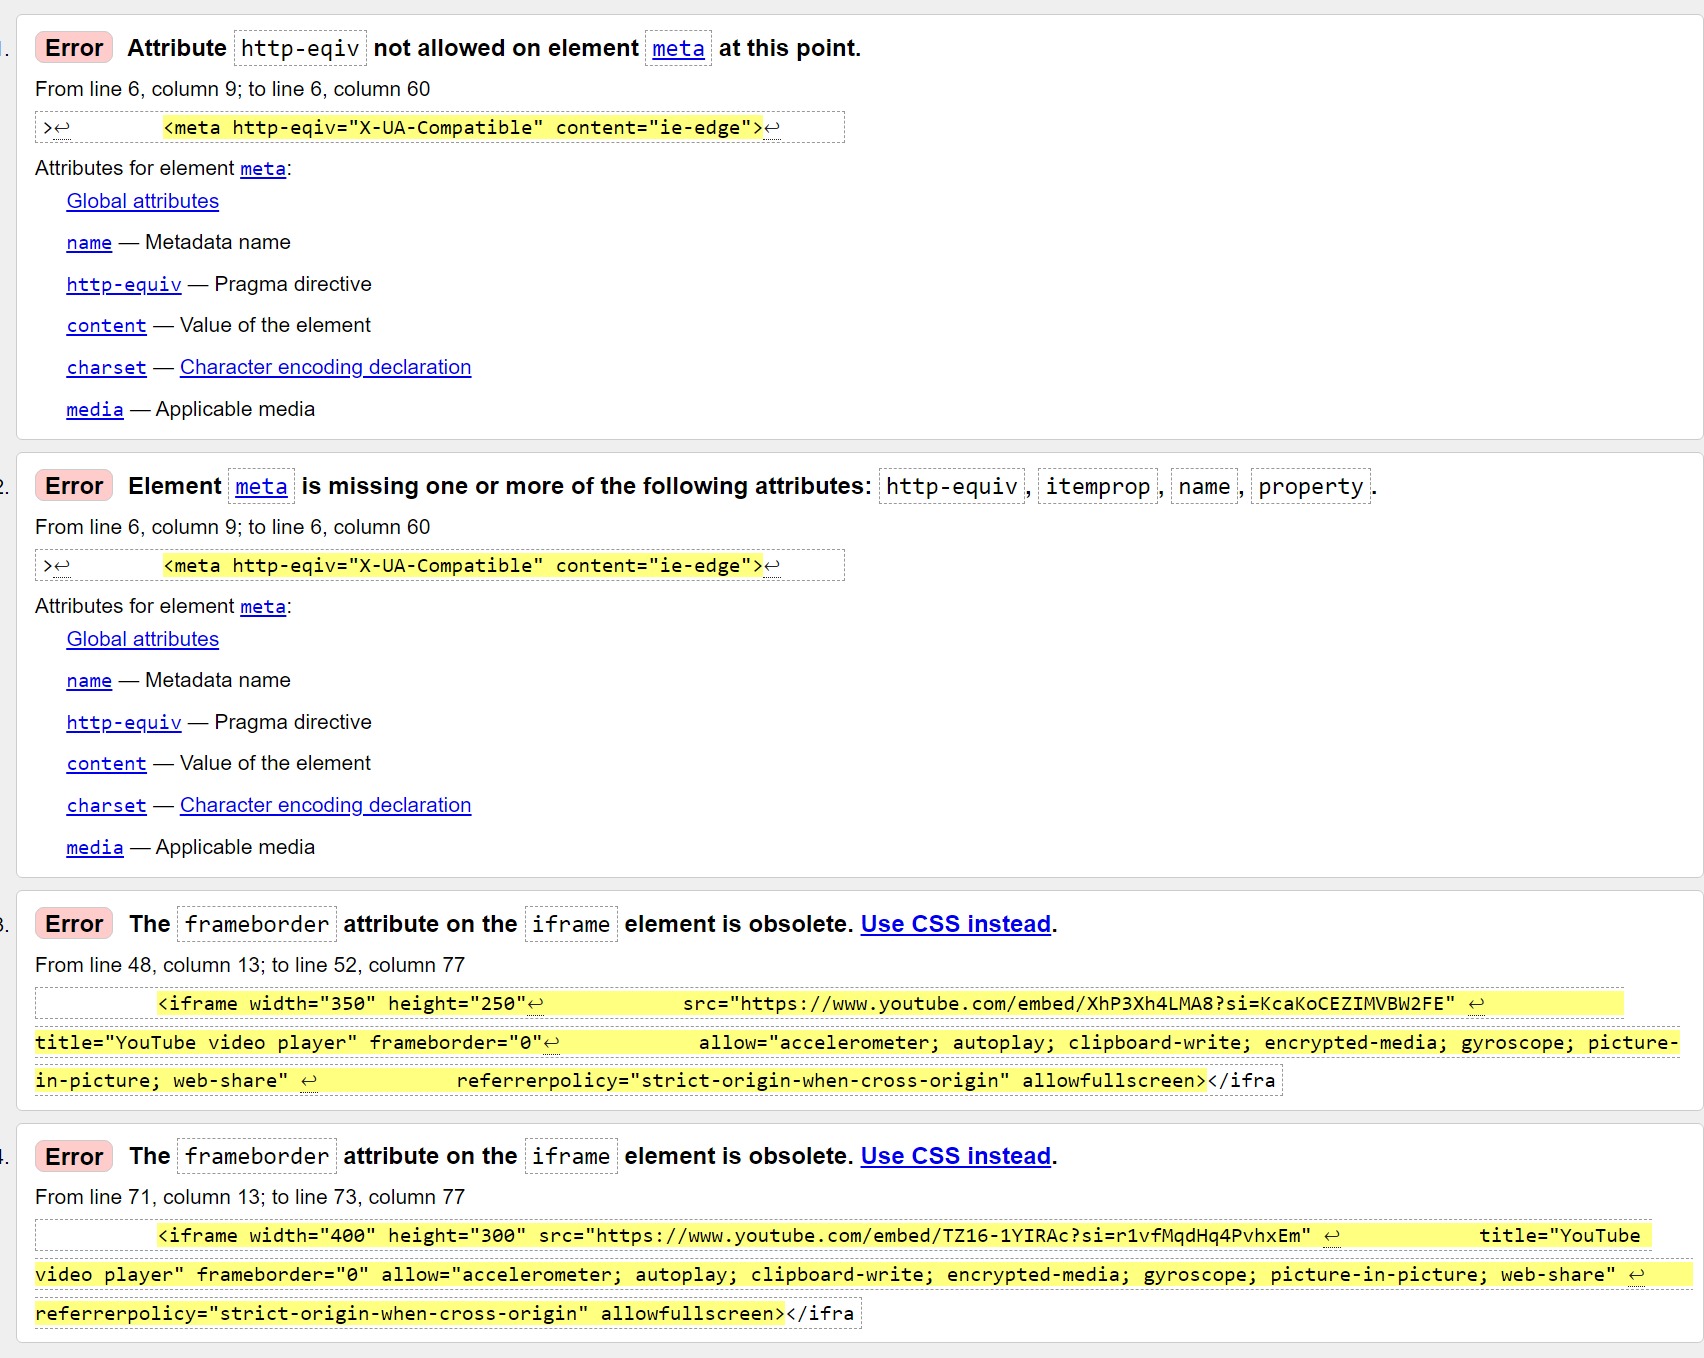 1. Error Attribute http-eqiv not allowed on element meta at this point.
From line 6, column 9; to line 6, column 60
>↩ <meta http-eqiv="X-UA-Compatible" content="ie-edge">↩
Attributes for element meta:
Global attributes
name — Metadata name
http-equiv — Pragma directive
content — Value of the element
charset — Character encoding declaration
media — Applicable media
2. Error Element meta is missing one or more of the following attributes: http-equiv, itemprop, name, property.
From line 6, column 9; to line 6, column 60
>↩ <meta http-eqiv="X-UA-Compatible" content="ie-edge">↩
Attributes for element meta:
Global attributes
name — Metadata name
http-equiv — Pragma directive
content — Value of the element
charset — Character encoding declaration
media — Applicable media
3. Error The frameborder attribute on the iframe element is obsolete. Use CSS instead.
From line 48, column 13; to line 52, column 77
<iframe width="350" height="250"↩ src="https://www.youtube.com/embed/XhP3Xh4LMA8?si=KcaKoCEZIMVBW2FE" ↩
title="YouTube video player" frameborder="0"↩ allow="accelerometer; autoplay; clipboard-write; encrypted-media; gyroscope; picture-
in-picture; web-share" ↩ referrerpolicy="strict-origin-when-cross-origin" allowfullscreen></ifra
4. Error The frameborder attribute on the iframe element is obsolete. Use CSS instead.
From line 71, column 13; to line 73, column 77
<iframe width="400" height="300" src="https://www.youtube.com/embed/TZ16-1YIRAc?si=r1vfMqdHq4PvhxEm" ↩ title="YouTube
video player" frameborder="0" allow="accelerometer; autoplay; clipboard-write; encrypted-media; gyroscope; picture-in-picture; web-share" ↩
referrerpolicy="strict-origin-when-cross-origin" allowfullscreen></ifra